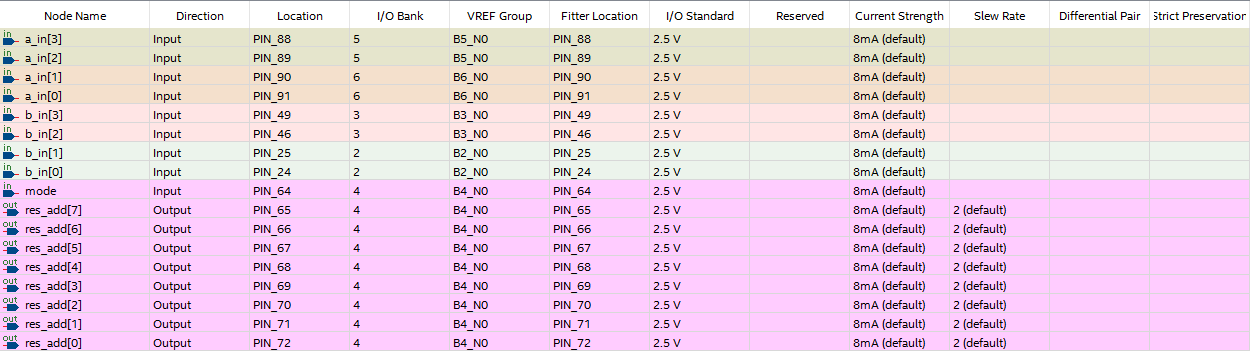 Node Name Direction Location I/O Bank VREF Group Fitter Location I/O Standard Reserved Current Strength Slew Rate Differential Pair Strict Preservation
in a_in[3] Input PIN_88 5 B5_N0 PIN_88 2.5 V 8mA (default)
in a_in[2] Input PIN_89 5 B5_N0 PIN_89 2.5 V 8mA (default)
in a_in[1] Input PIN_90 6 B6_N0 PIN_90 2.5 V 8mA (default)
in a_in[0] Input PIN_91 6 B6_N0 PIN_91 2.5 V 8mA (default)
in b_in[3] Input PIN_49 3 B3_N0 PIN_49 2.5 V 8mA (default)
in b_in[2] Input PIN_46 3 B3_N0 PIN_46 2.5 V 8mA (default)
in b_in[1] Input PIN_25 2 B2_N0 PIN_25 2.5 V 8mA (default)
in b_in[0] Input PIN_24 2 B2_N0 PIN_24 2.5 V 8mA (default)
in mode Input PIN_64 4 B4_N0 PIN_64 2.5 V 8mA (default)
out res_add[7] Output PIN_65 4 B4_N0 PIN_65 2.5 V 8mA (default) 2 (default)
out res_add[6] Output PIN_66 4 B4_N0 PIN_66 2.5 V 8mA (default) 2 (default)
out res_add[5] Output PIN_67 4 B4_N0 PIN_67 2.5 V 8mA (default) 2 (default)
out res_add[4] Output PIN_68 4 B4_N0 PIN_68 2.5 V 8mA (default) 2 (default)
out res_add[3] Output PIN_69 4 B4_N0 PIN_69 2.5 V 8mA (default) 2 (default)
out res_add[2] Output PIN_70 4 B4_N0 PIN_70 2.5 V 8mA (default) 2 (default)
out res_add[1] Output PIN_71 4 B4_N0 PIN_71 2.5 V 8mA (default) 2 (default)
out res_add[0] Output PIN_72 4 B4_N0 PIN_72 2.5 V 8mA (default) 2 (default)